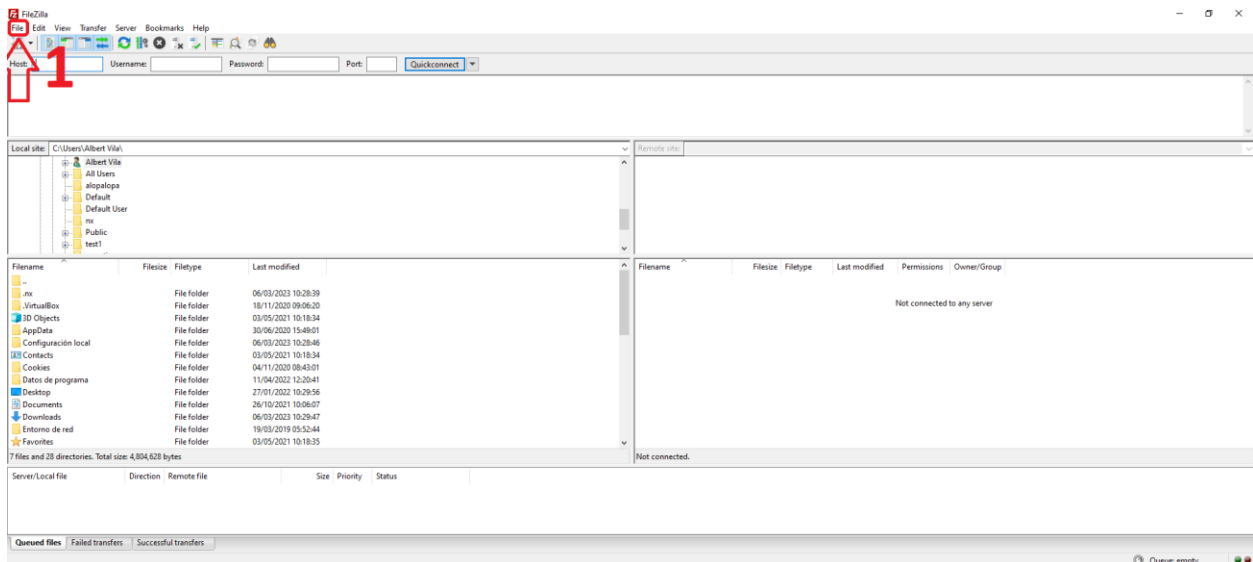 FileZilla
File Edit View Transfer Server Bookmarks Help
1
Host: Username: Password: Port: Quickconnect
Local site: C:\Users\Albert Vila\
Remote site:
Albert Vila
All Users
alopalopa
Default
Default User
nx
Public
test1
Filename Filesize Filetype Last modified
..
.nx File folder 06/03/2023 10:28:39
.VirtualBox File folder 18/11/2020 09:06:20
3D Objects File folder 03/05/2021 10:18:34
AppData File folder 30/06/2020 15:49:01
Configuración local File folder 06/03/2023 10:28:46
Contacts File folder 03/05/2021 10:18:34
Cookies File folder 04/11/2020 08:43:01
Datos de programa File folder 11/04/2022 12:20:41
Desktop File folder 27/01/2022 10:29:56
Documents File folder 26/10/2021 10:06:07
Downloads File folder 06/03/2023 10:29:47
Entorno de red File folder 19/03/2019 05:52:44
Favorites File folder 03/05/2021 10:18:35
7 files and 28 directories. Total size: 4,804,628 bytes
Filename Filesize Filetype Last modified Permissions Owner/Group
Not connected to any server
Not connected.
Server/Local file Direction Remote file Size Priority Status
Queued files Failed transfers Successful transfers
Queue: empty